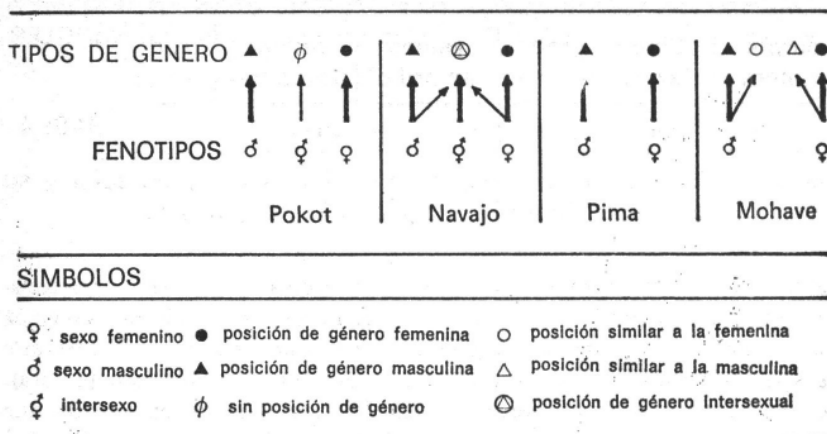 TIPOS DE GENERO ▲ ϕ ● ▲ ● ▲ ● ▲ ○ △ ●
FENOTIPOS ♂ ⚥ ♀ ♂ ⚥ ♀ ♂ ♀ ♂ ♀
Pokot Navajo Pima Mohave
SIMBOLOS
♀ sexo femenino ● posición de género femenina ○ posición similar a la femenina
♂ sexo masculino ▲ posición de género masculina △ posición similar a la masculina
⚥ intersexo ϕ sin posición de género posición de género intersexual